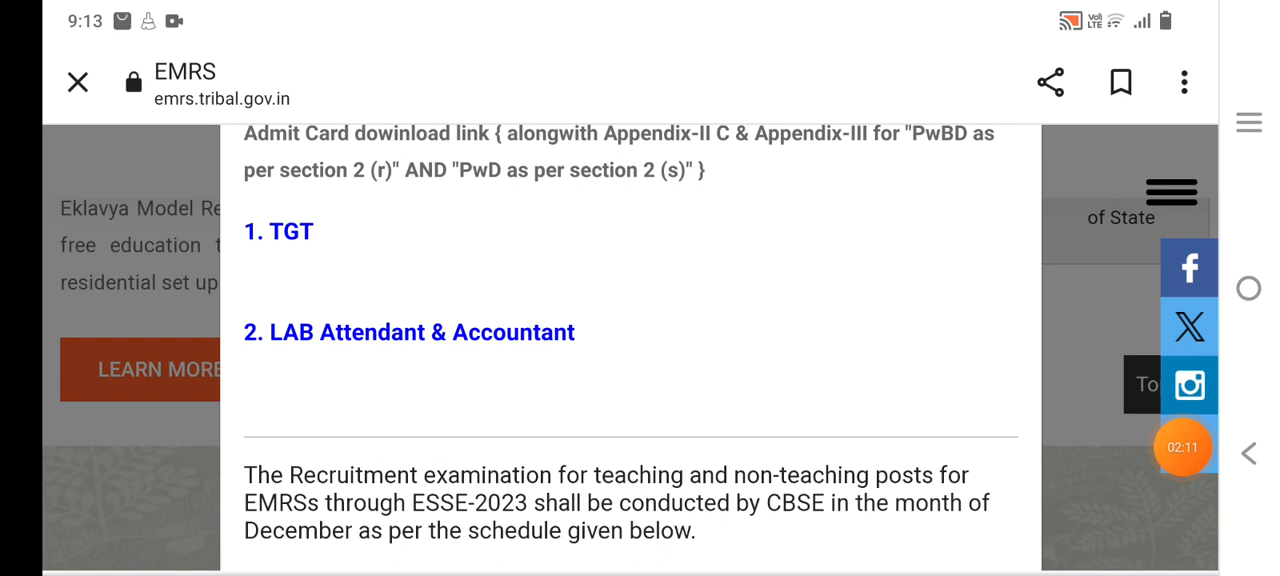 9:13
Vo)
LTE
EMRS
emrs.tribal.gov.in
Admit Card dowinload link { alongwith Appendix-II C & Appendix-III for "PwBD as
per section 2 (r)" AND "PwD as per section 2 (s)" }
Eklavya Model Re
free education t
residential set up
of State
1. TGT
2. LAB Attendant & Accountant
LEARN MORE
To
02:11
The Recruitment examination for teaching and non-teaching posts for
EMRSs through ESSE-2023 shall be conducted by CBSE in the month of
December as per the schedule given below.